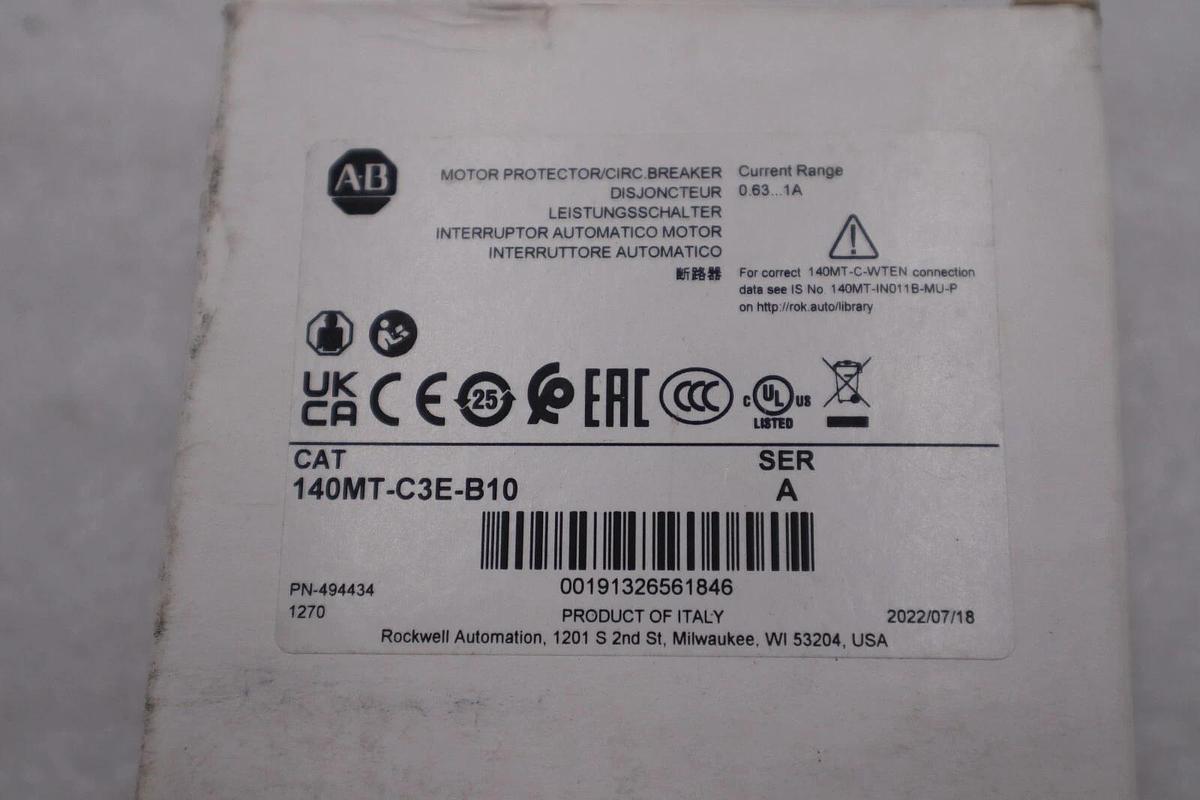 A-B
MOTOR PROTECTOR/CIRC.BREAKER
DISJONCTEUR
LEISTUNGSSCHALTER
INTERRUPTOR AUTOMATICO MOTOR
INTERRUTTORE AUTOMATICO
断路器
Current Range
0.63...1A
For correct 140MT-C-WTEN connection
data see IS No 140MT-IN011B-MU-P
on http://rok.auto/library
UK
CA CE 25 EAC CCC C UL US
LISTED
CAT SER
140MT-C3E-B10 A
00191326561846
PN-494434
1270
PRODUCT OF ITALY 2022/07/18
Rockwell Automation, 1201 S 2nd St, Milwaukee, WI 53204, USA